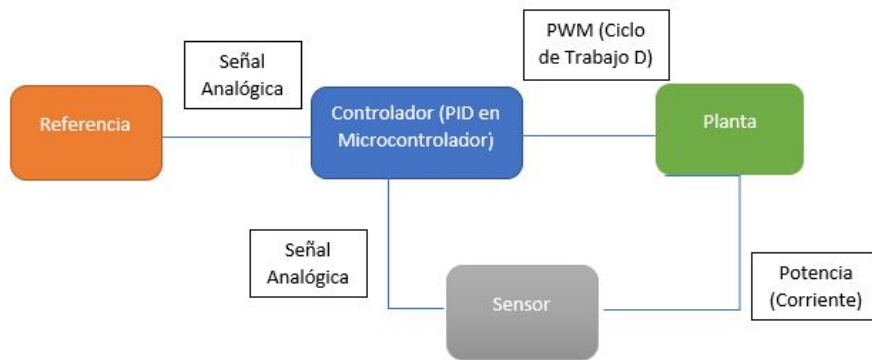 Señal
Analógica
PWM (Ciclo
de Trabajo D)
Referencia
Controlador (PID en
Microcontrolador)
Planta
Señal
Analógica
Sensor
Potencia
(Corriente)